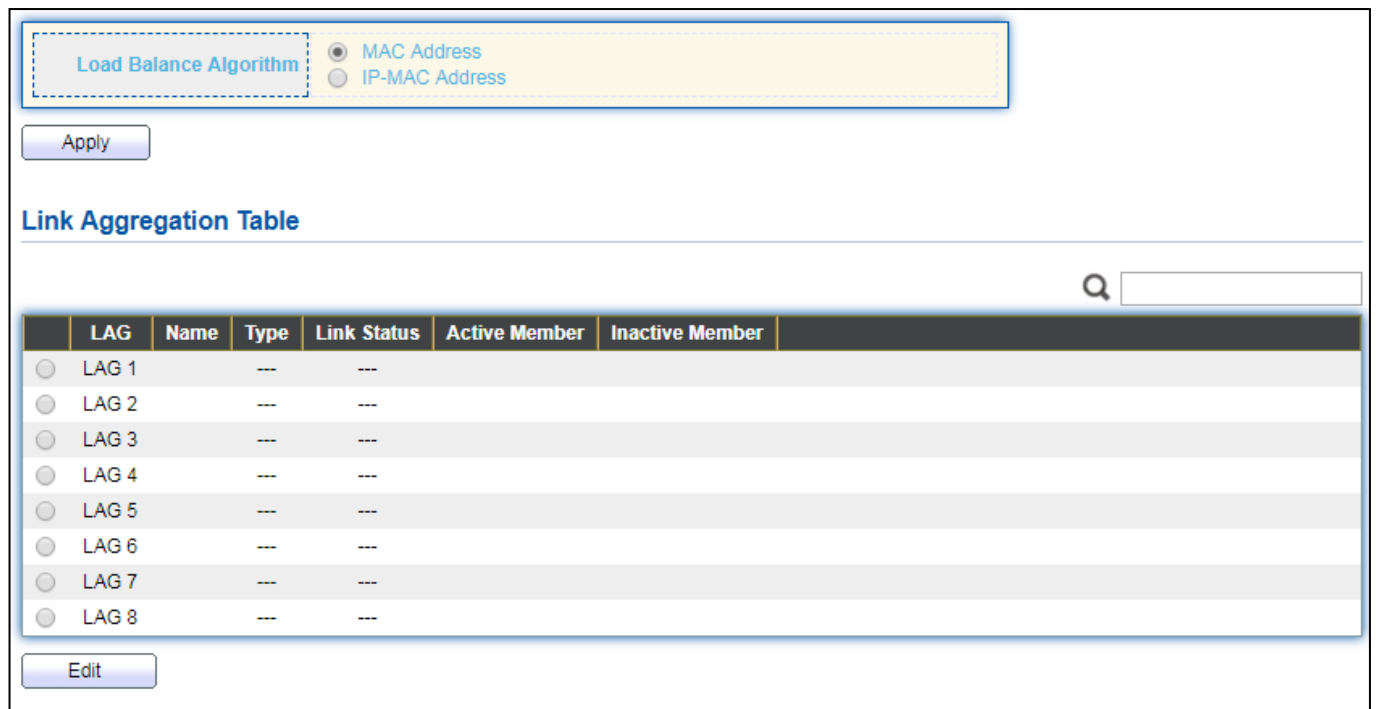 Load Balance Algorithm
MAC Address
IP-MAC Address
Apply
Link Aggregation Table
LAG Name Type Link Status Active Member Inactive Member
LAG 1 --- ---
LAG 2 --- ---
LAG 3 --- ---
LAG 4 --- ---
LAG 5 --- ---
LAG 6 --- ---
LAG 7 --- ---
LAG 8 --- ---
Edit